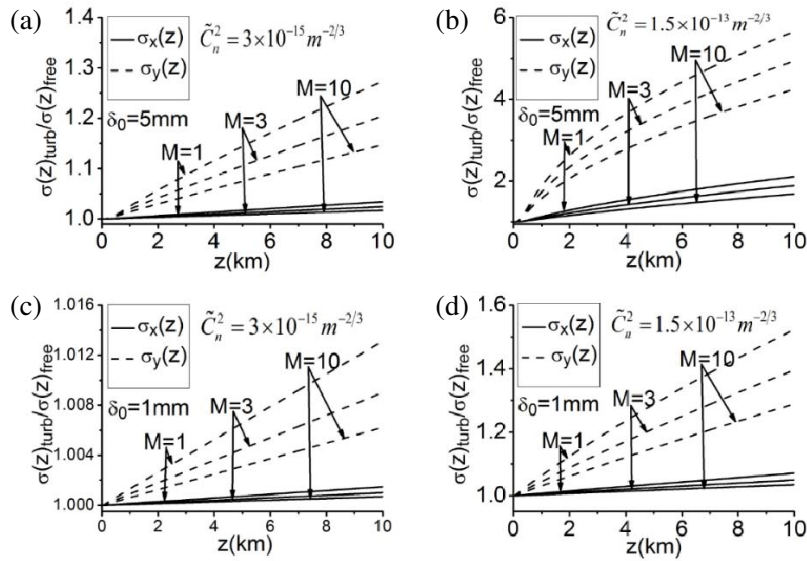 (a)
1.4
σx(z)
σy(z)
C̃n² = 3×10⁻¹⁵ m⁻²/³
1.3
M=10
1.2
δ0=5mm
M=3
1.1
M=1
1.0
0 2 4 6 8 10
z(km)
σ(z)turb/σ(z)free
(b)
6
σx(z)
σy(z)
C̃n² = 1.5×10⁻¹³ m⁻²/³
M=10
4
δ0=5mm
M=3
M=1
2
0 2 4 6 8 10
z(km)
σ(z)turb/σ(z)free
(c)
1.016
σx(z)
σy(z)
C̃n² = 3×10⁻¹⁵ m⁻²/³
1.012
M=10
1.008
δ0=1mm
M=3
1.004
M=1
1.000
0 2 4 6 8 10
z(km)
σ(z)turb/σ(z)free
(d)
1.6
σx(z)
σy(z)
C̃n² = 1.5×10⁻¹³ m⁻²/³
M=10
1.4
δ0=1mm
M=3
1.2
M=1
1.0
0 2 4 6 8 10
z(km)
σ(z)turb/σ(z)free